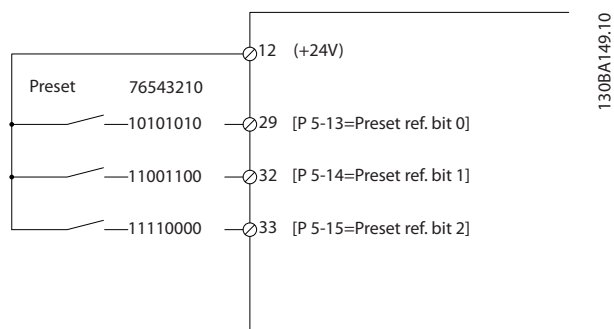 12 (+24V)
Preset 76543210
10101010 29 [P 5-13=Preset ref. bit 0]
11001100 32 [P 5-14=Preset ref. bit 1]
11110000 33 [P 5-15=Preset ref. bit 2]
130BA149.10